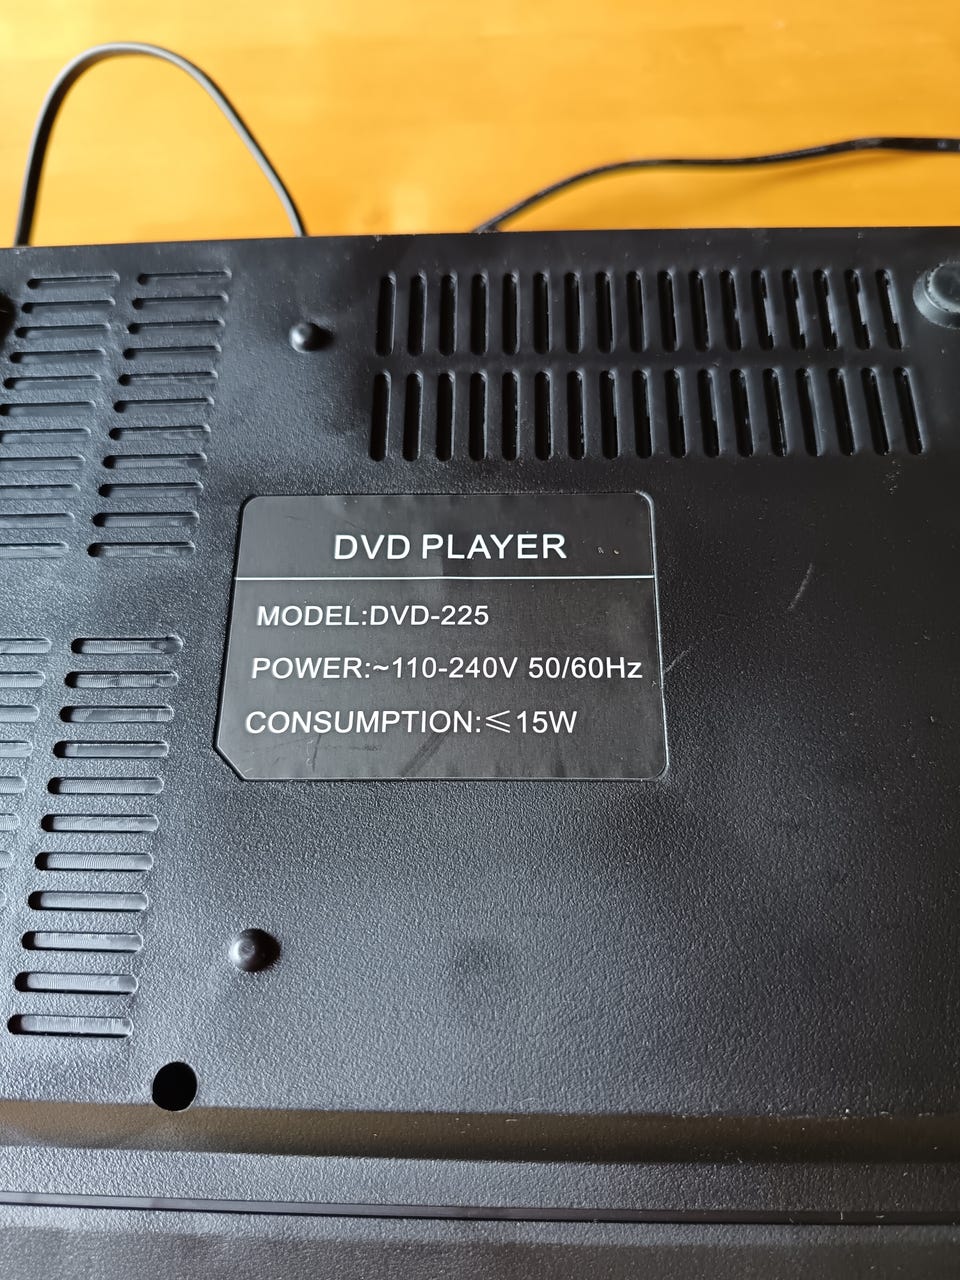 DVD PLAYER
MODEL:DVD-225
POWER:~110-240V 50/60Hz
CONSUMPTION:≤15W